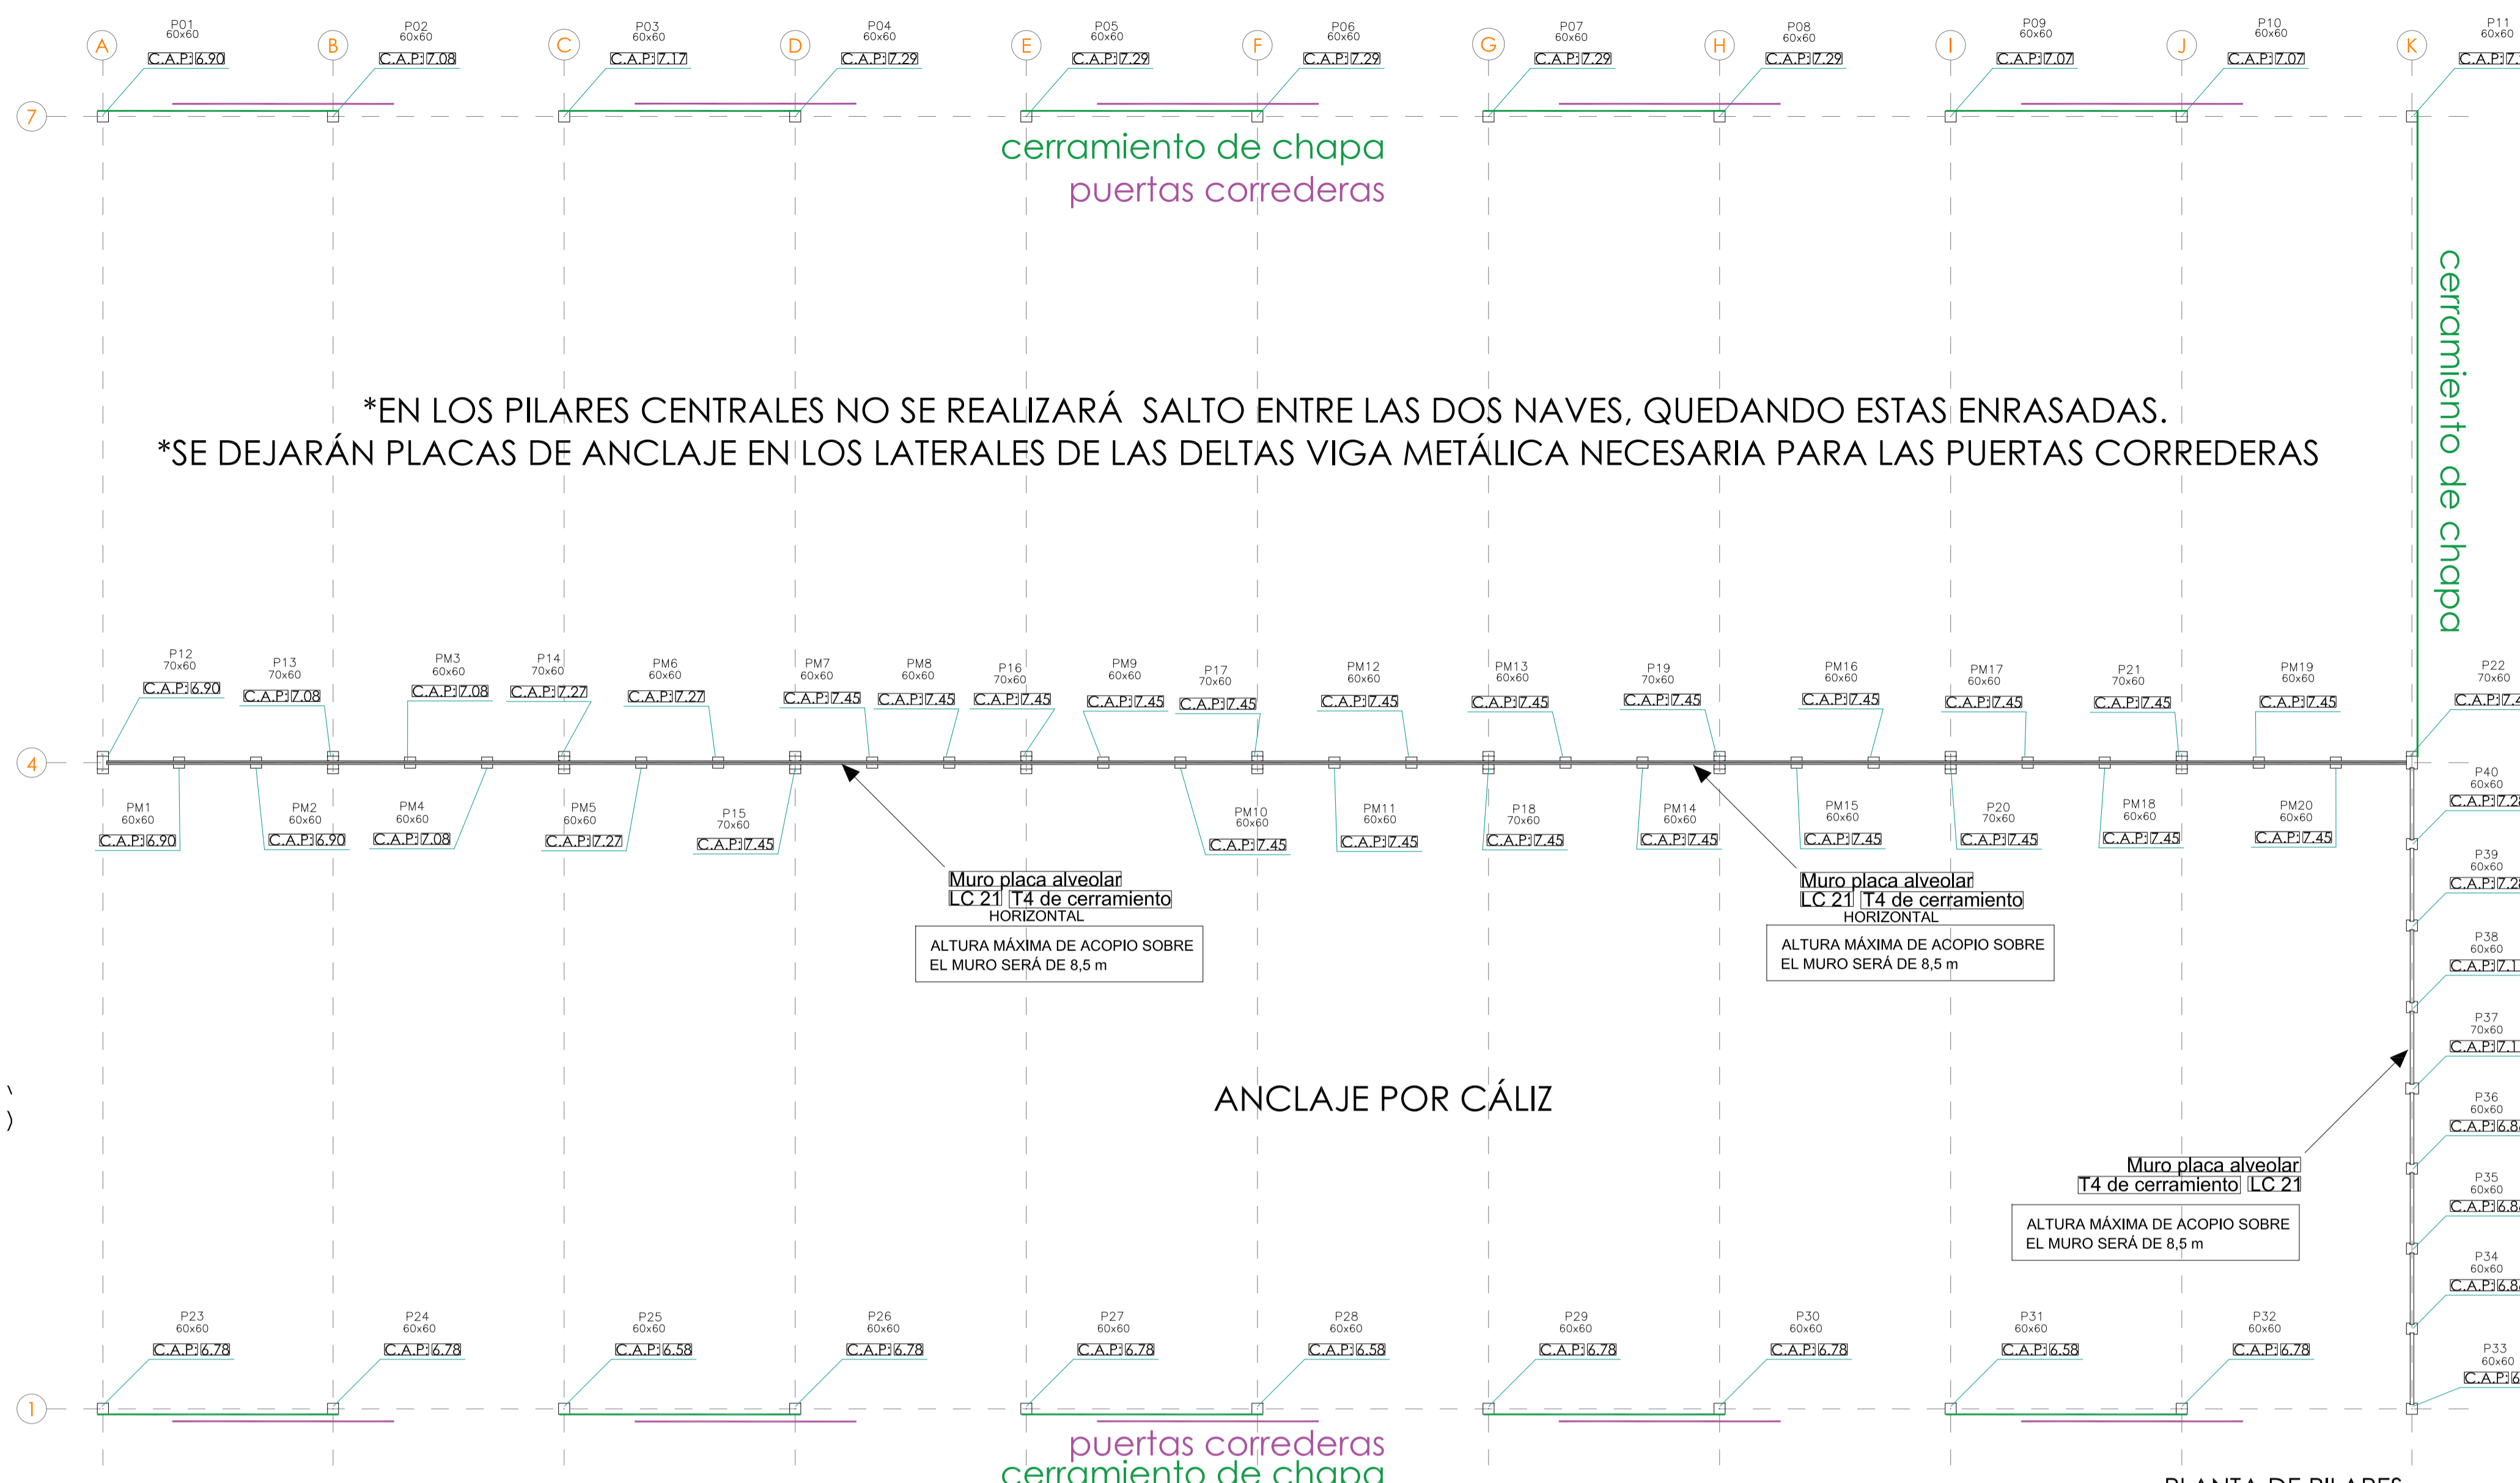 P01
60x60
C.A.P: 6.90
P02
60x60
C.A.P: 7.08
P03
60x60
C.A.P: 7.17
P04
60x60
C.A.P: 7.29
P05
60x60
C.A.P: 7.29
P06
60x60
C.A.P: 7.29
P07
60x60
C.A.P: 7.29
P08
60x60
C.A.P: 7.29
P09
60x60
C.A.P: 7.07
P10
60x60
C.A.P: 7.07
P11
60x60
C.A.P:
A
B
C
D
E
F
G
H
I
J
K
7
cerramiento de chapa
puertas correderas
cerramiento de chapa
*EN LOS PILARES CENTRALES NO SE REALIZARÁ SALTO ENTRE LAS DOS NAVES, QUEDANDO ESTAS ENRASADAS.
*SE DEJARÁN PLACAS DE ANCLAJE EN LOS LATERALES DE LAS DELTAS VIGA METÁLICA NECESARIA PARA LAS PUERTAS CORREDERAS
P12
70x60
C.A.P: 6.90
P13
70x60
C.A.P: 7.08
PM3
60x60
C.A.P: 7.08
P14
70x60
C.A.P: 7.27
PM6
60x60
C.A.P: 7.27
PM7
60x60
C.A.P: 7.45
PM8
60x60
C.A.P: 7.45
P16
70x60
C.A.P: 7.45
PM9
60x60
C.A.P: 7.45
P17
70x60
C.A.P: 7.45
PM12
60x60
C.A.P: 7.45
PM13
60x60
C.A.P: 7.45
P19
70x60
C.A.P: 7.45
PM16
60x60
C.A.P: 7.45
PM17
60x60
C.A.P: 7.45
P21
70x60
C.A.P: 7.45
PM19
60x60
C.A.P: 7.45
P22
70x60
C.A.P:
4
PM1
60x60
C.A.P: 6.90
PM2
60x60
C.A.P: 6.90
PM4
60x60
C.A.P: 7.08
PM5
60x60
C.A.P: 7.27
P15
70x60
C.A.P: 7.45
PM10
60x60
C.A.P: 7.45
PM11
60x60
C.A.P: 7.45
P18
70x60
C.A.P: 7.45
PM14
60x60
C.A.P: 7.45
PM15
60x60
C.A.P: 7.45
P20
70x60
C.A.P: 7.45
PM18
60x60
C.A.P: 7.45
PM20
60x60
C.A.P: 7.45
P40
60x60
C.A.P:
P39
60x60
C.A.P:
P38
60x60
C.A.P:
P37
70x60
C.A.P:
P36
60x60
C.A.P:
P35
60x60
C.A.P:
P34
60x60
C.A.P:
P33
60x60
C.A.P:
Muro placa alveolar
LC 21 T4 de cerramiento
HORIZONTAL
ALTURA MÁXIMA DE ACOPIO SOBRE
EL MURO SERÁ DE 8,5 m
Muro placa alveolar
LC 21 T4 de cerramiento
HORIZONTAL
ALTURA MÁXIMA DE ACOPIO SOBRE
EL MURO SERÁ DE 8,5 m
ANCLAJE POR CÁLIZ
Muro placa alveolar
T4 de cerramiento LC 21
ALTURA MÁXIMA DE ACOPIO SOBRE
EL MURO SERÁ DE 8,5 m
P23
60x60
C.A.P: 6.78
P24
60x60
C.A.P: 6.78
P25
60x60
C.A.P: 6.58
P26
60x60
C.A.P: 6.78
P27
60x60
C.A.P: 6.78
P28
60x60
C.A.P: 6.58
P29
60x60
C.A.P: 6.78
P30
60x60
C.A.P: 6.78
P31
60x60
C.A.P: 6.58
P32
60x60
C.A.P: 6.78
1
puertas correderas
cerramiento de chapa
PLANTA DE PILARES